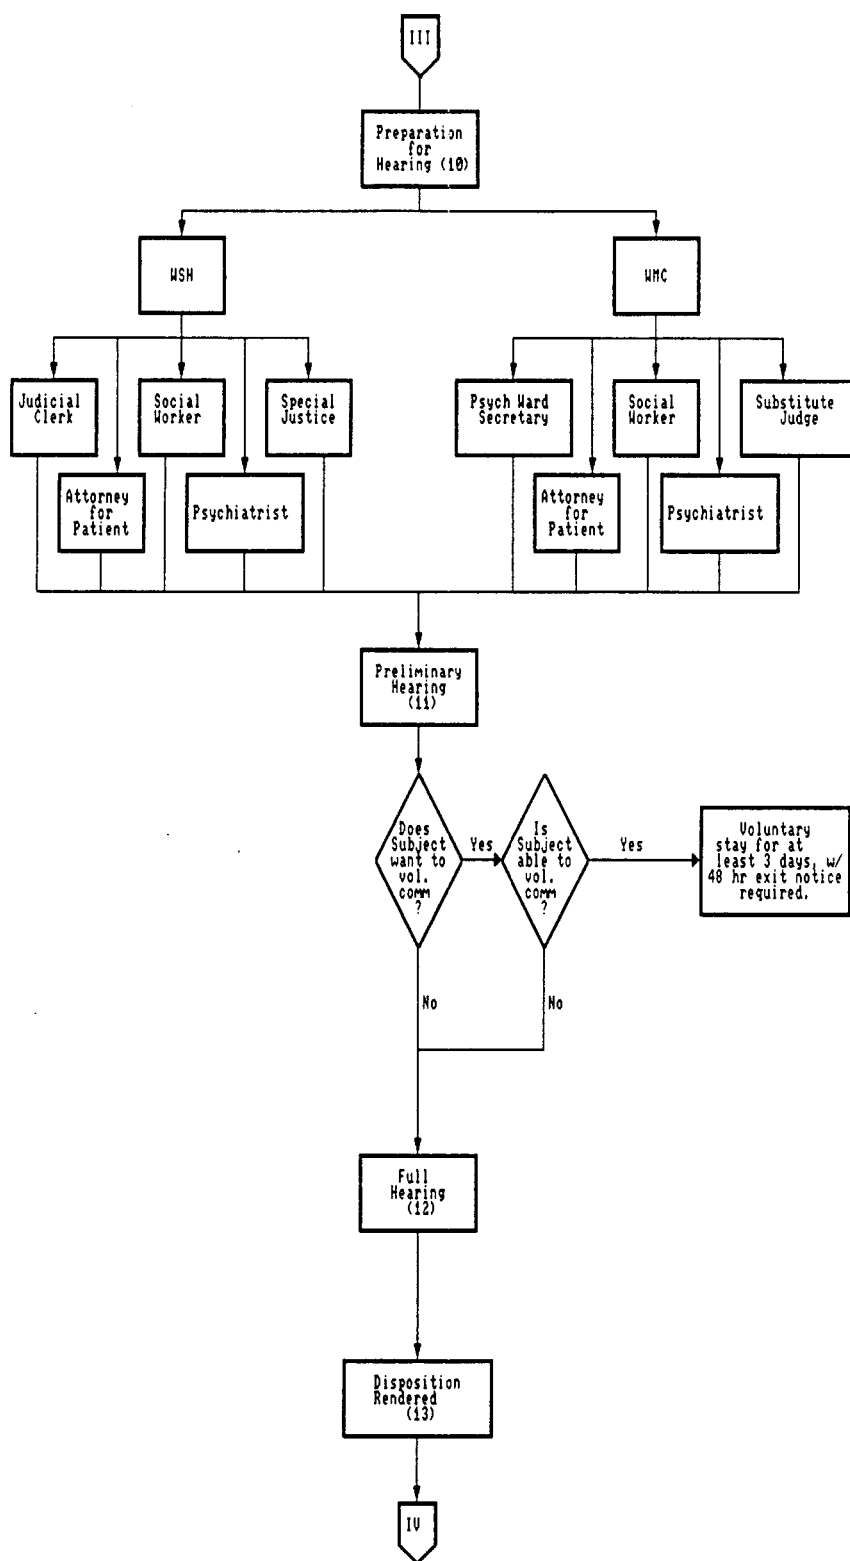 III
Preparation
for
Hearing (10)
WSH
WMC
Judicial
Clerk
Social
Worker
Special
Justice
Psych Ward
Secretary
Social
Worker
Substitute
Judge
Attorney
for
Patient
Psychiatrist
Attorney
for
Patient
Psychiatrist
Preliminary
Hearing
(11)
Does
Subject
want to
vol.
comm
?
Yes
Is
Subject
able to
vol.
comm
?
Yes
Voluntary
stay for at
least 3 days, w/
48 hr exit notice
required.
No
No
Full
Hearing
(12)
Disposition
Rendered
(13)
IV